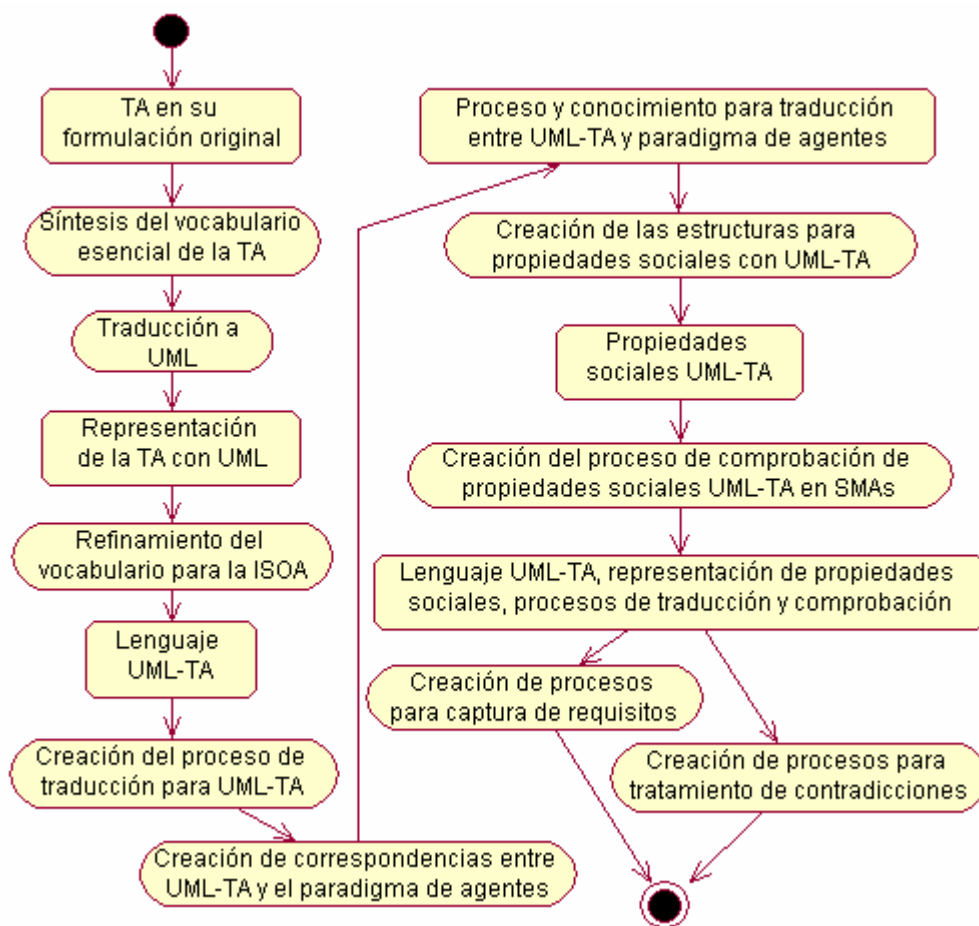 TA en su
formulación original
Síntesis del vocabulario
esencial de la TA
Traducción a
UML
Representación
de la TA con UML
Refinamiento del
vocabulario para la ISOA
Lenguaje
UML-TA
Creación del proceso de
traducción para UML-TA
Creación de correspondencias entre
UML-TA y el paradigma de agentes
Proceso y conocimiento para traducción
entre UML-TA y paradigma de agentes
Creación de las estructuras para
propiedades sociales con UML-TA
Propiedades
sociales UML-TA
Creación del proceso de comprobación de
propiedades sociales UML-TA en SMAs
Lenguaje UML-TA, representación de propiedades
sociales, procesos de traducción y comprobación
Creación de procesos
para captura de requisitos
Creación de procesos para
tratamiento de contradicciones